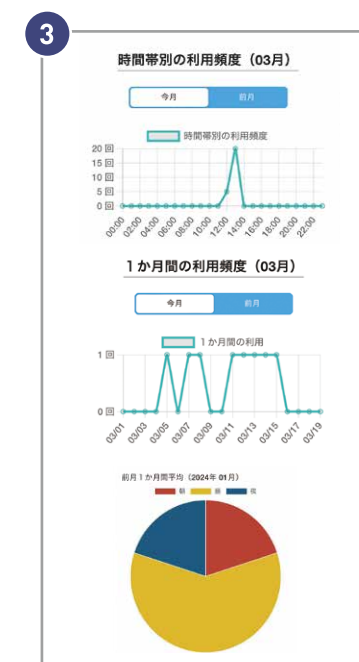 3
時間帯別の利用頻度（03月）
今月 前月
時間帯別の利用頻度
20 回
15 回
10 回
5 回
0 回
00:00 02:00 04:00 06:00 08:00 10:00 12:00 14:00 16:00 18:00 20:00 22:00
1か月間の利用頻度（03月）
今月 前月
1か月間の利用
1 回
0 回
03/01 03/03 03/05 03/07 03/09 03/11 03/13 03/15 03/17 03/19
前月1か月間平均（2024年 01月）
朝 昼 夜